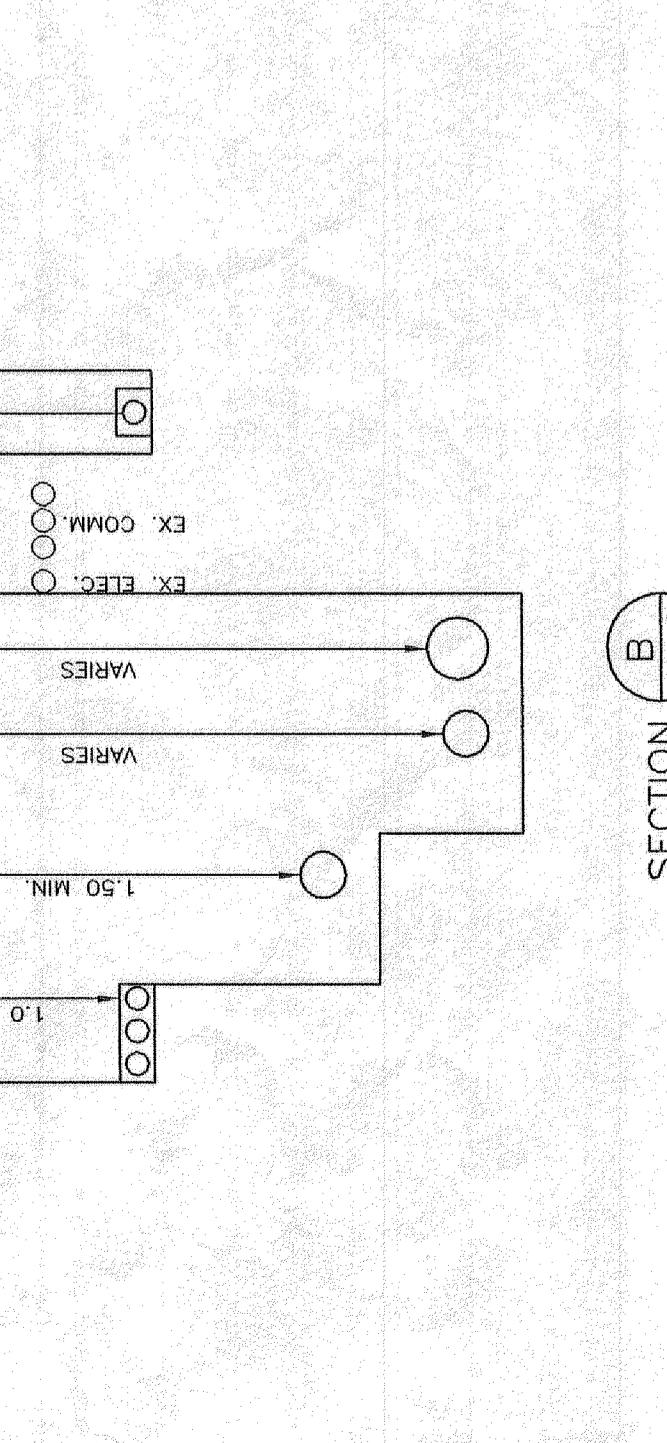 EX. COMM.
EX. ELEC.
VARIES
VARIES
1.50 MIN.
1.0
B
SECTION